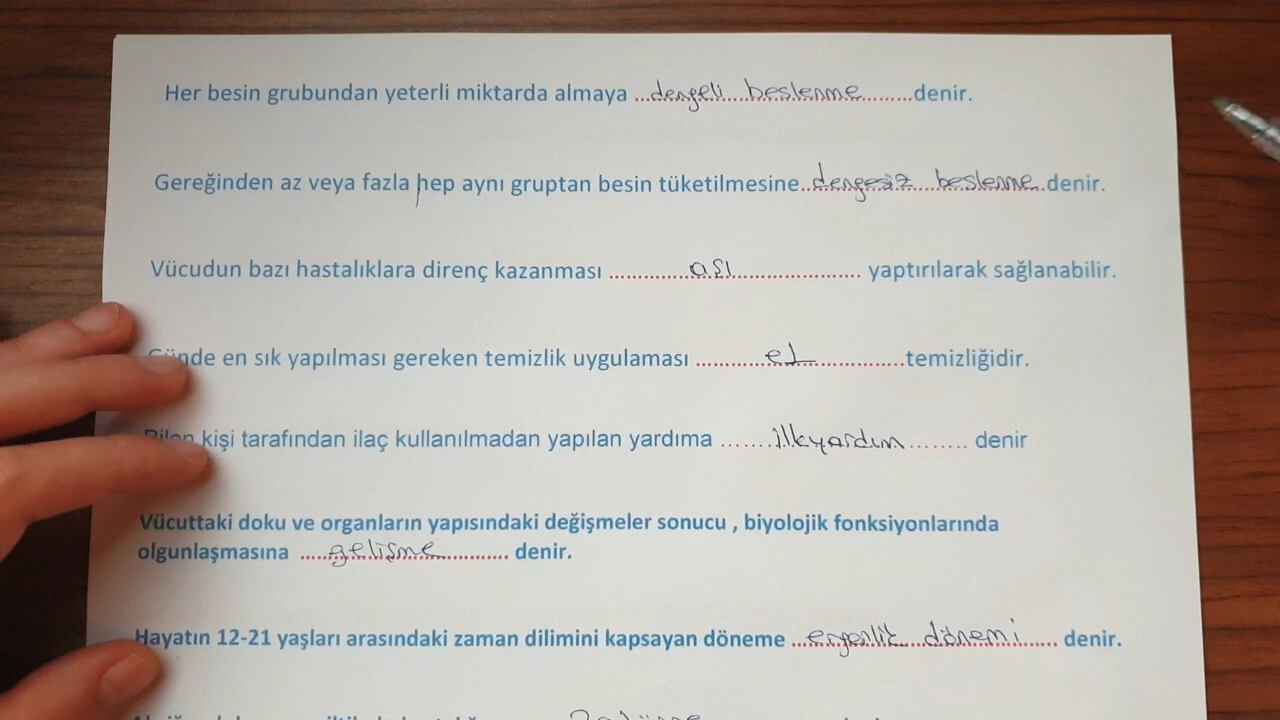 Her besin grubundan yeterli miktarda almaya ...dengeli beslenme...denir.
Gereğinden az veya fazla hep aynı gruptan besin tüketilmesine..dengesiz beslenme..denir.
Vücudun bazı hastalıklara direnç kazanması ...aşı... yaptırılarak sağlanabilir.
Günde en sık yapılması gereken temizlik uygulaması ...el...temizliğidir.
kişi tarafından ilaç kullanılmadan yapılan yardıma ...ilkyardım... denir
Vücuttaki doku ve organların yapısındaki değişmeler sonucu , biyolojik fonksiyonlarında
olgunlaşmasına ...gelişme... denir.
Hayatın 12-21 yaşları arasındaki zaman dilimini kapsayan döneme ...ergenlik dönemi... denir.